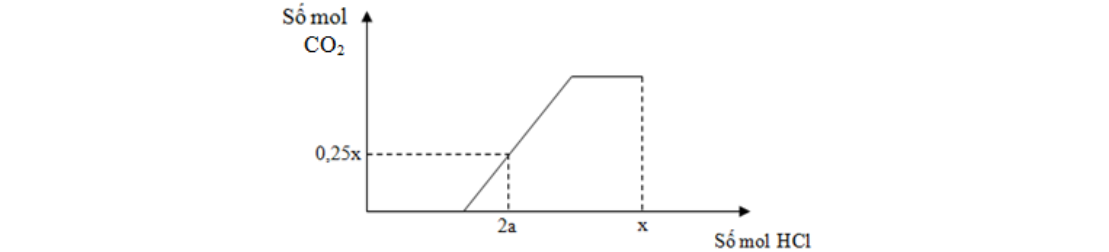 Số mol
CO₂
0,25x
2a
x
Số mol HCl